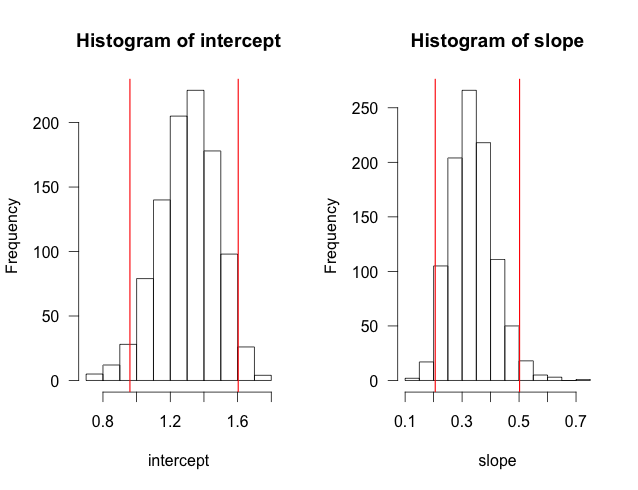 Histogram of intercept
Frequency
200
150
100
50
0
0.8 1.2 1.6
intercept
Histogram of slope
Frequency
250
200
150
100
50
0
0.1 0.3 0.5 0.7
slope